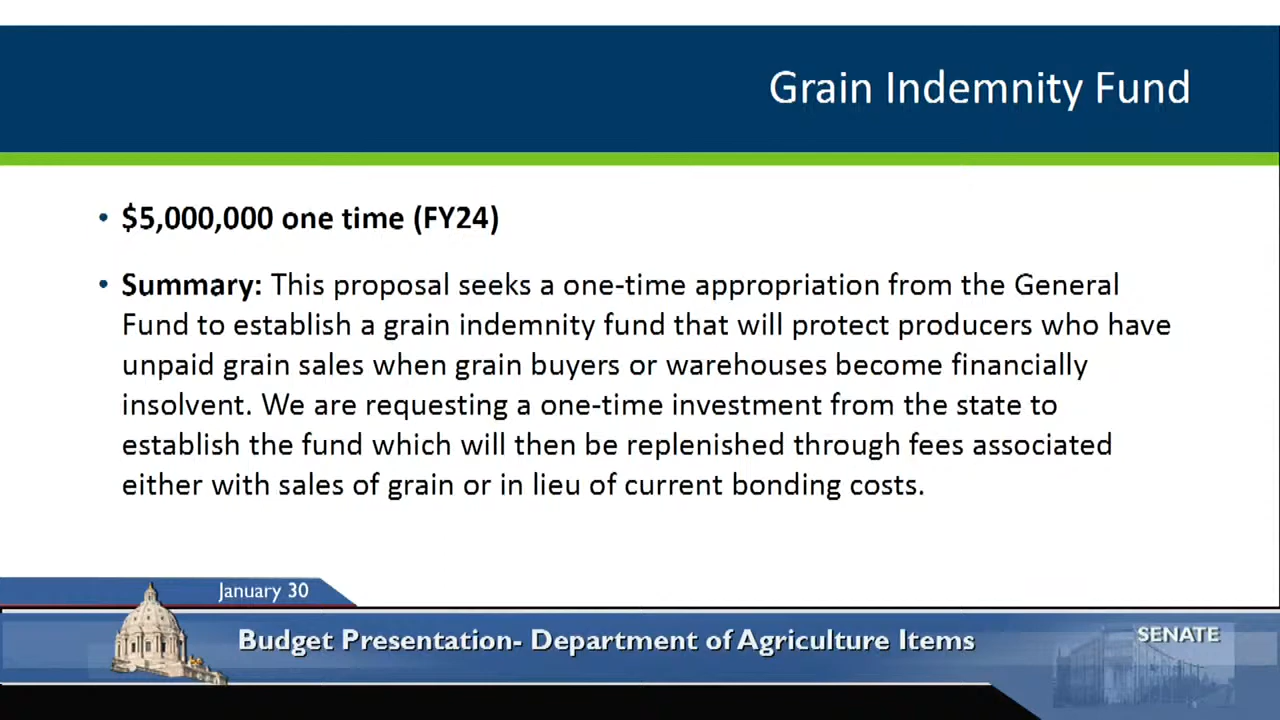 Grain Indemnity Fund
• $5,000,000 one time (FY24)
• Summary: This proposal seeks a one-time appropriation from the General
Fund to establish a grain indemnity fund that will protect producers who have
unpaid grain sales when grain buyers or warehouses become financially
insolvent. We are requesting a one-time investment from the state to
establish the fund which will then be replenished through fees associated
either with sales of grain or in lieu of current bonding costs.
January 30
Budget Presentation- Department of Agriculture Items
SENATE